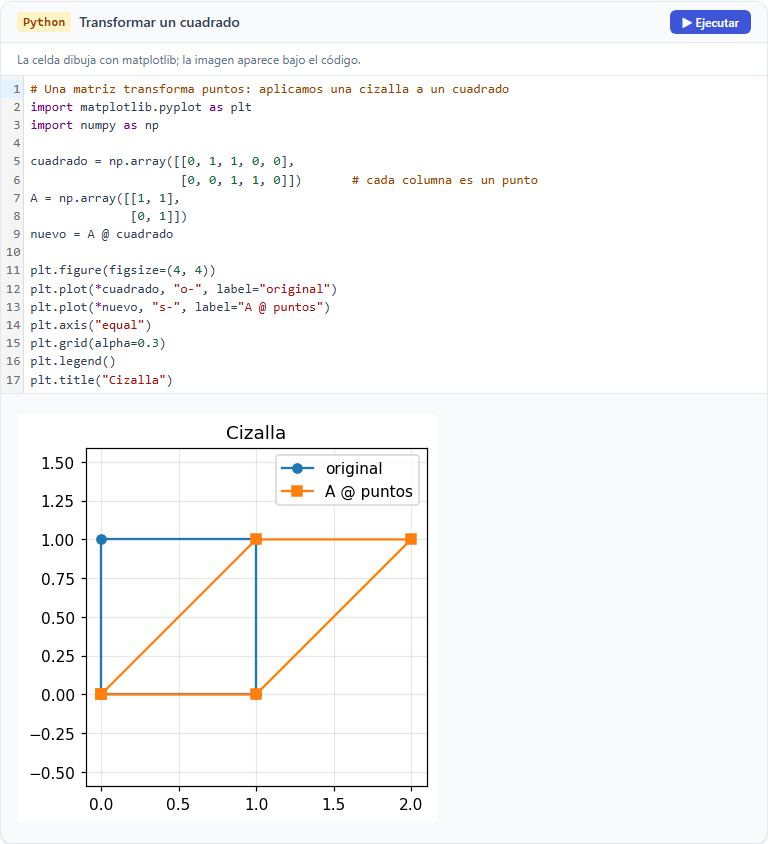 Python Transformar un cuadrado
▶ Ejecutar
La celda dibuja con matplotlib; la imagen aparece bajo el código.
1 # Una matriz transforma puntos: aplicamos una cizalla a un cuadrado
2 import matplotlib.pyplot as plt
3 import numpy as np
4
5 cuadrado = np.array([[0, 1, 1, 0, 0],
6                     [0, 0, 1, 1, 0]])       # cada columna es un punto
7 A = np.array([[1, 1],
8              [0, 1]])
9 nuevo = A @ cuadrado
10
11 plt.figure(figsize=(4, 4))
12 plt.plot(*cuadrado, "o-", label="original")
13 plt.plot(*nuevo, "s-", label="A @ puntos")
14 plt.axis("equal")
15 plt.grid(alpha=0.3)
16 plt.legend()
17 plt.title("Cizalla")
Cizalla
original
A @ puntos
1.50
1.25
1.00
0.75
0.50
0.25
0.00
−0.25
−0.50
0.0 0.5 1.0 1.5 2.0